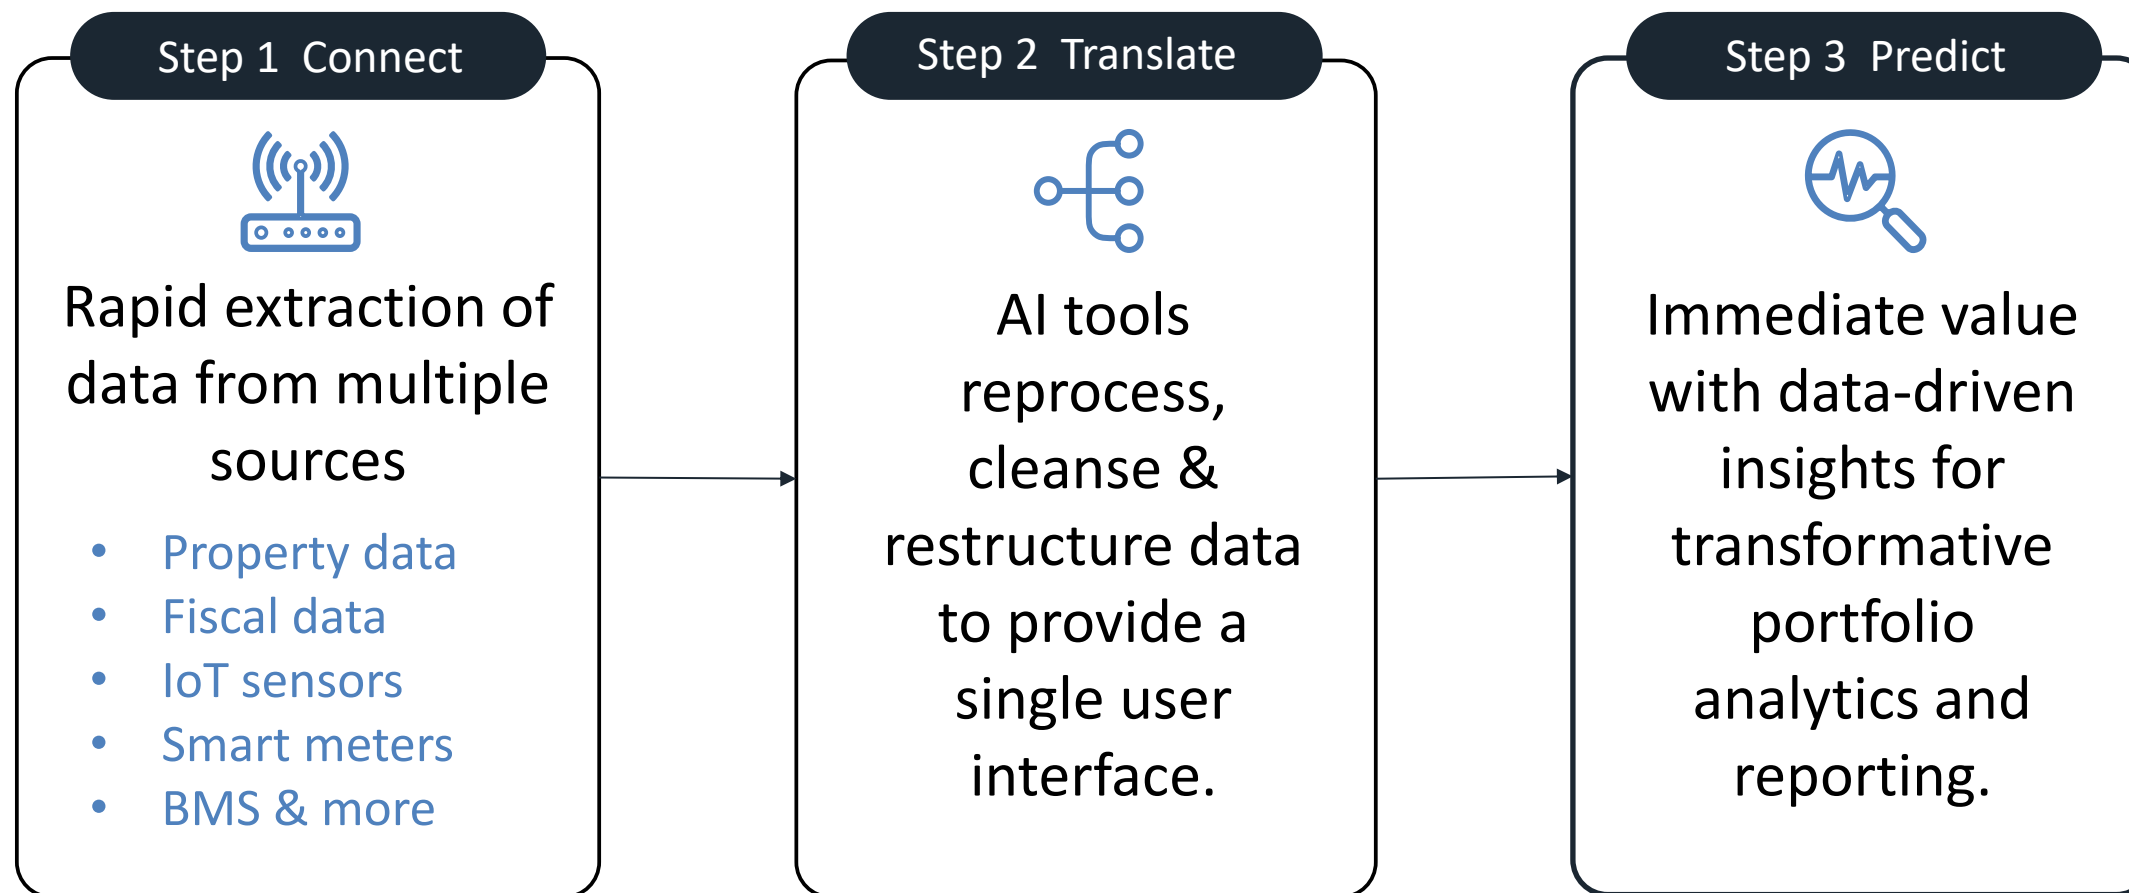 Step 1 Connect
Rapid extraction of
data from multiple
sources
• Property data
• Fiscal data
• IoT sensors
• Smart meters
• BMS & more
Step 2 Translate
AI tools
reprocess,
cleanse &
restructure data
to provide a
single user
interface.
Step 3 Predict
Immediate value
with data-driven
insights for
transformative
portfolio
analytics and
reporting.